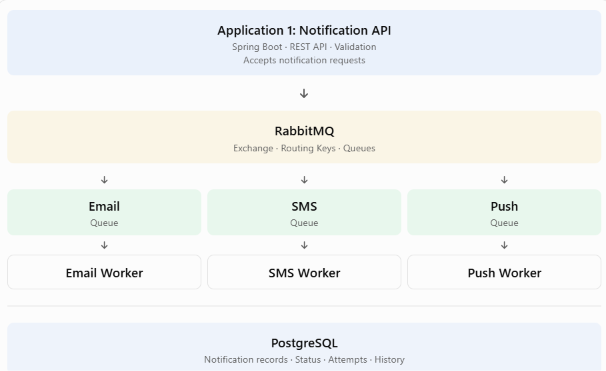 Application 1: Notification API
Spring Boot · REST API · Validation
Accepts notification requests
RabbitMQ
Exchange · Routing Keys · Queues
Email
Queue
SMS
Queue
Push
Queue
Email Worker
SMS Worker
Push Worker
PostgreSQL
Notification records · Status · Attempts · History